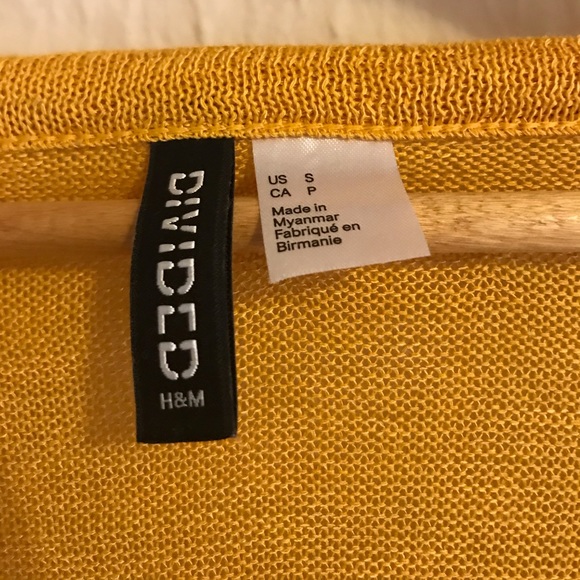 DIVIDED
H&M
US S
CA P
Made in
Myanmar
Fabriqué en
Birmanie